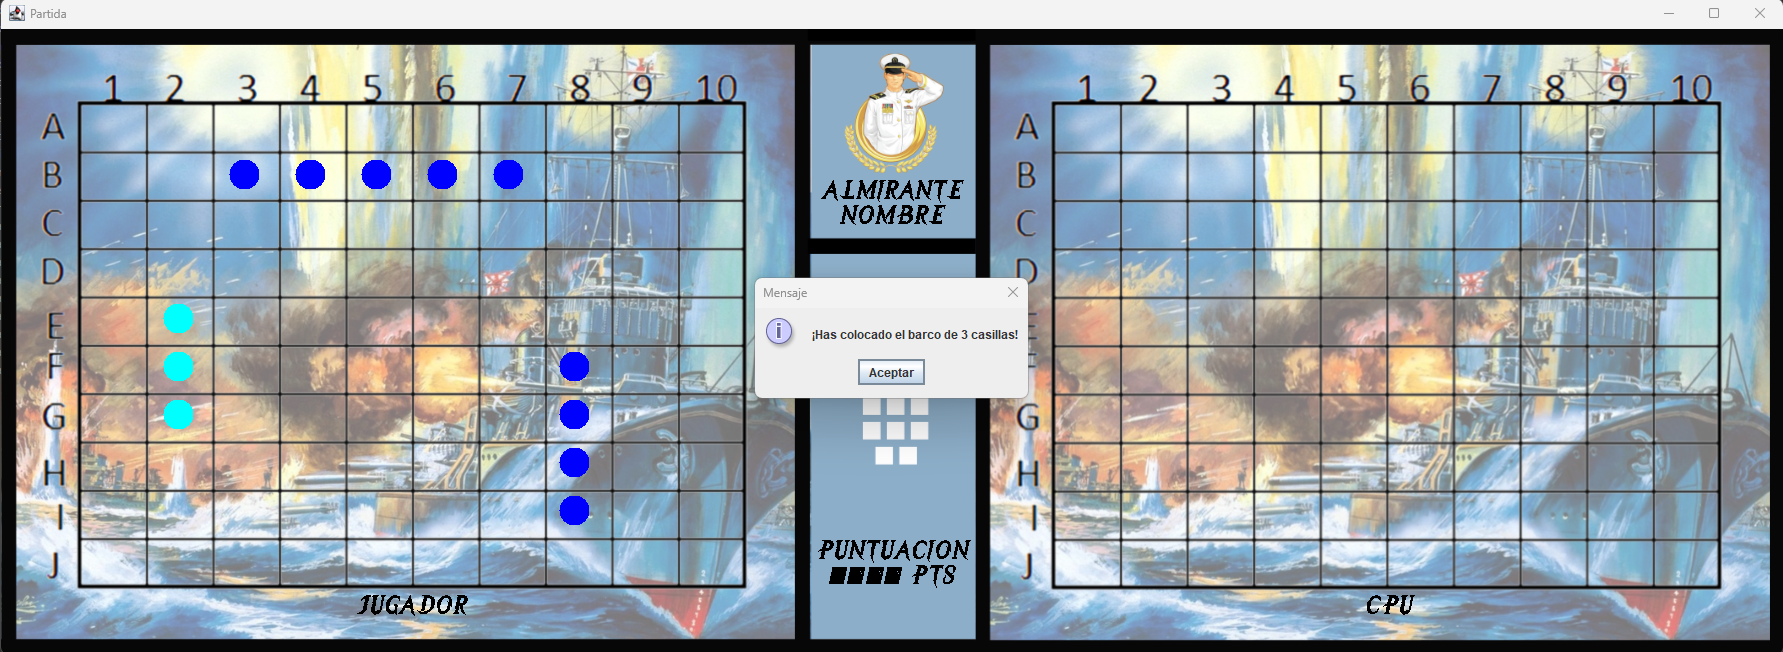 Partida
1 2 3 4 5 6 7 8 9 10
A
B
C
D
E
F
G
H
I
J
JUGADOR
ALMIRANTE
NOMBRE
Mensaje
¡Has colocado el barco de 3 casillas!
Aceptar
PUNTUACION
PTS
1 2 3 4 5 6 7 8 9 10
A
B
C
D
E
F
G
H
I
J
CPU